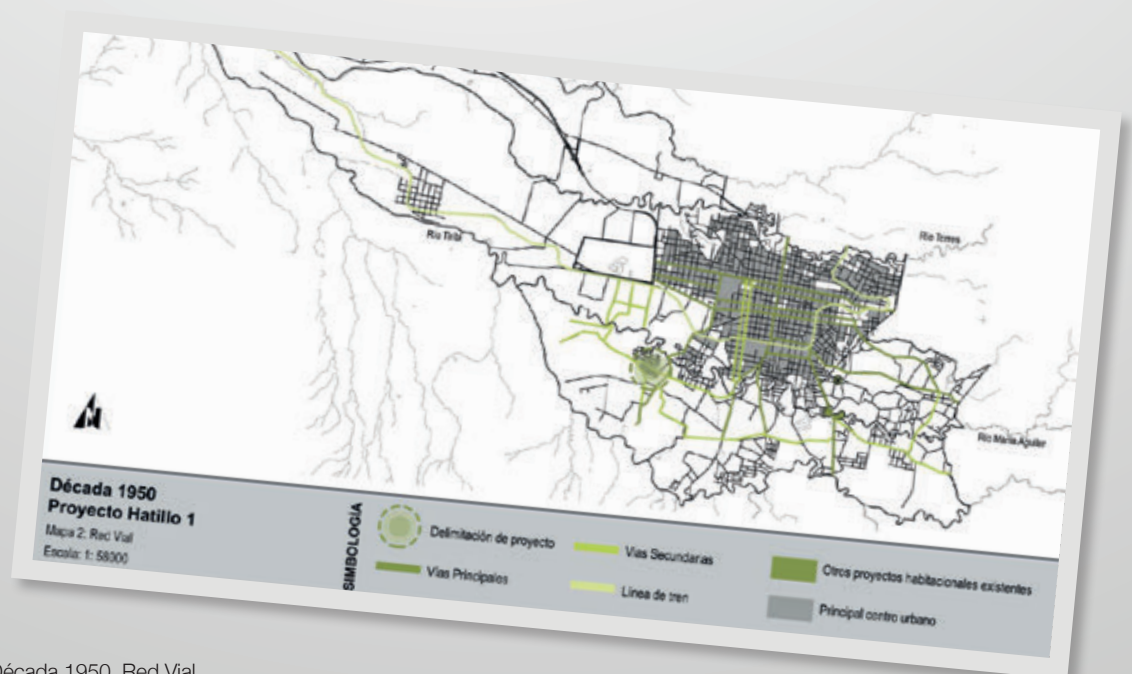 Río Torres
Río Tiribí
Río María Aguilar
N
Década 1950
Proyecto Hatillo 1
Mapa 2: Red Vial
Escala: 1: 58000
SIMBOLOGÍA
Delimitación de proyecto
Vías Principales
Vías Secundarias
Línea de tren
Otros proyectos habitacionales existentes
Principal centro urbano
Década 1950. Red Vial